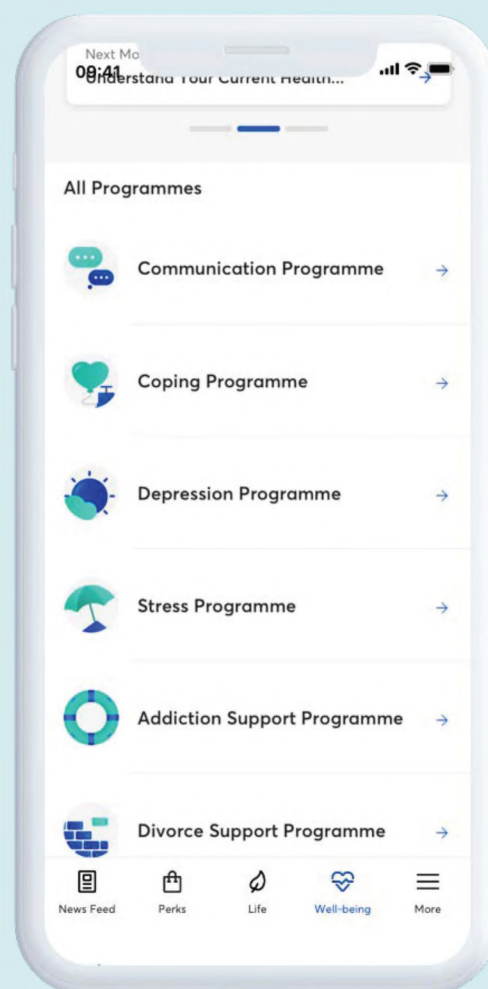 Next Mo
09:41
Understand Your Current Health...
All Programmes
Communication Programme
Coping Programme
Depression Programme
Stress Programme
Addiction Support Programme
Divorce Support Programme
News Feed
Perks
Life
Well-being
More